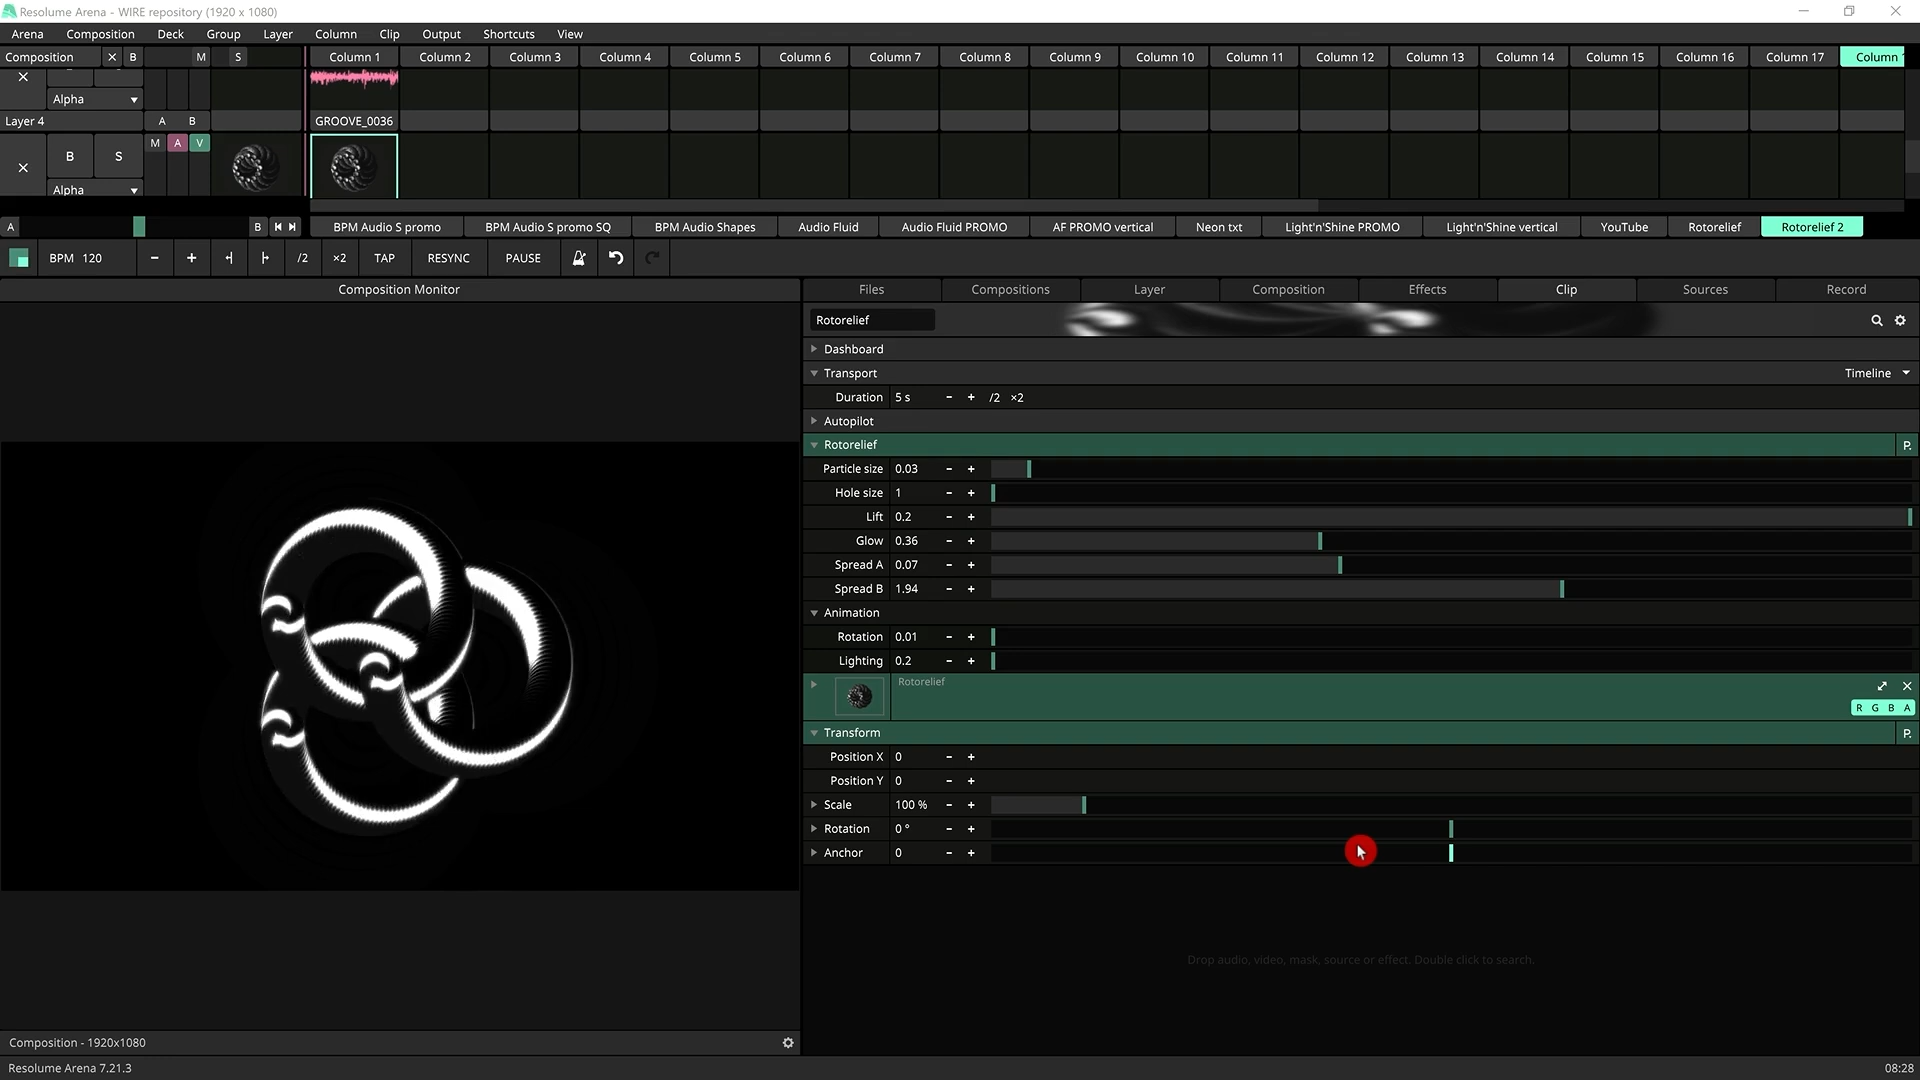 Resolume Arena - WIRE repository (1920 x 1080)
Arena Composition Deck Group Layer Column Clip Output Shortcuts View
Composition B M S Column 1 Column 2 Column 3 Column 4 Column 5 Column 6 Column 7 Column 8 Column 9 Column 10 Column 11 Column 12 Column 13 Column 14 Column 15 Column 16 Column 17 Column
Alpha
Layer 4 A B GROOVE_0036
B S M A V
Alpha
A B BPM Audio S promo BPM Audio S promo SQ BPM Audio Shapes Audio Fluid Audio Fluid PROMO AF PROMO vertical Neon txt Light'n'Shine PROMO Light'n'Shine vertical YouTube Rotorelief Rotorelief 2
BPM 120 - + /2 ×2 TAP RESYNC PAUSE
Composition Monitor Files Compositions Layer Composition Effects Clip Sources Record
Rotorelief
Dashboard
Transport Timeline
Duration 5 s - + /2 ×2
Autopilot
Rotorelief P.
Particle size 0.03 - +
Hole size 1 - +
Lift 0.2 - +
Glow 0.36 - +
Spread A 0.07 - +
Spread B 1.94 - +
Animation
Rotation 0.01 - +
Lighting 0.2 - +
Rotorelief
R G B A
Transform P.
Position X 0 - +
Position Y 0 - +
Scale 100 % - +
Rotation 0 ° - +
Anchor 0 - +
Drop audio, video, mask, source or effect. Double click to search.
Composition - 1920x1080
Resolume Arena 7.21.3 08:28